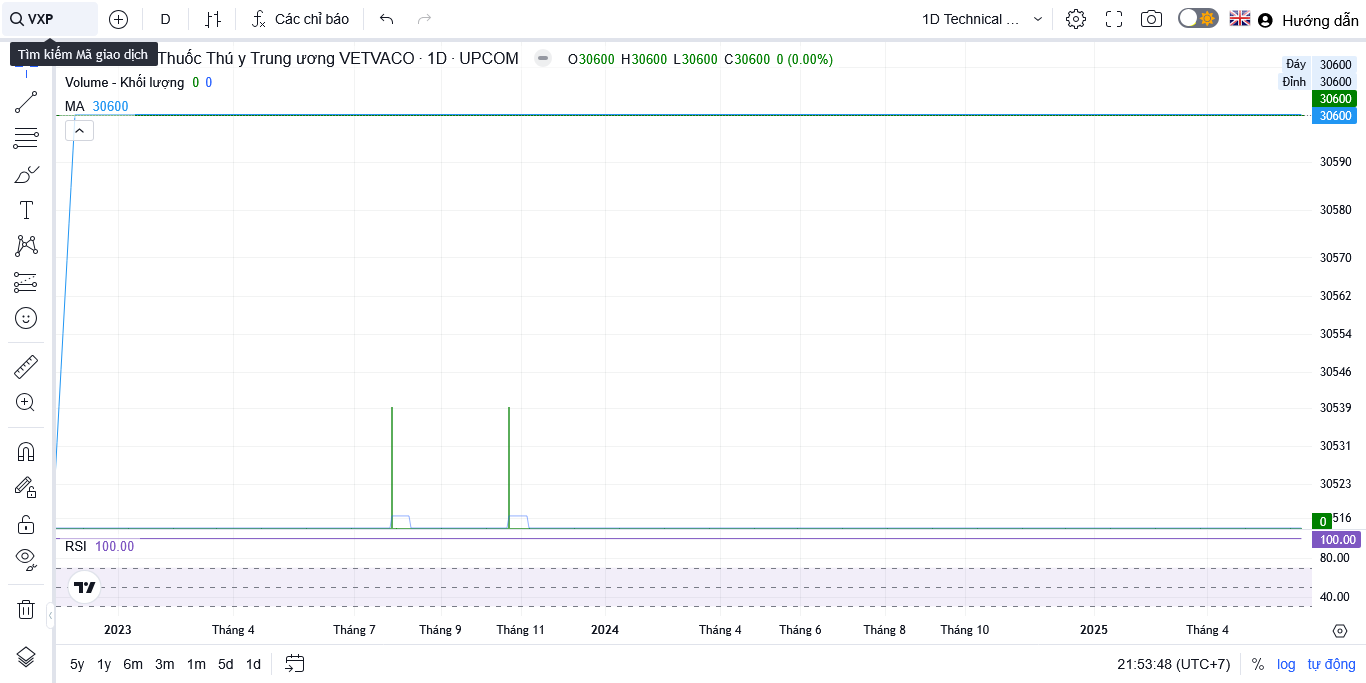 VXP D Các chỉ báo 1D Technical ... Hướng dẫn
Tìm kiếm Mã giao dịch Thuốc Thú y Trung ương VETVACO · 1D · UPCOM O30600 H30600 L30600 C30600 0 (0.00%)
Volume - Khối lượng 0 0
MA 30600
Đáy 30600
Đỉnh 30600
30600
30600
30590
30580
30570
30562
30554
30546
30539
30531
30523
30516
0
RSI 100.00
100.00
80.00
40.00
2023 Tháng 4 Tháng 7 Tháng 9 Tháng 11 2024 Tháng 4 Tháng 6 Tháng 8 Tháng 10 2025 Tháng 4
5y 1y 6m 3m 1m 5d 1d 21:53:48 (UTC+7) % log tự động